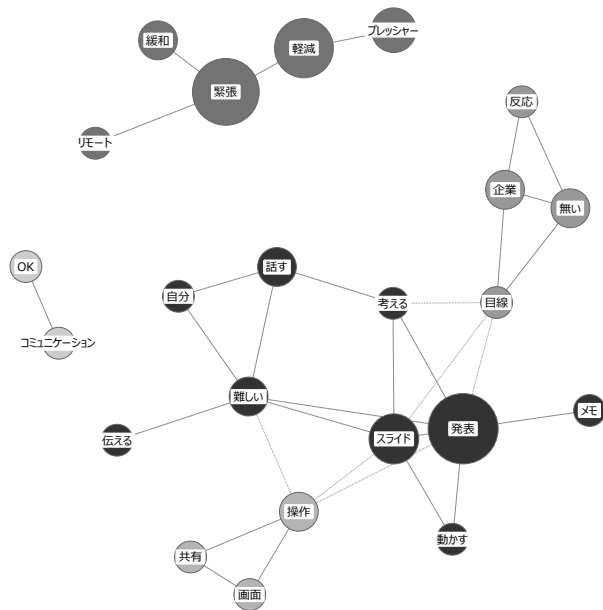 プレッシャー
緩和
軽減
緊張
反応
リモート
企業
無い
OK
話す
自分
考える
目線
コミュニケーション
難しい
メモ
発表
スライド
伝える
操作
動かす
共有
画面